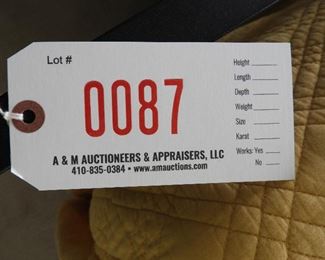 Lot #
0087
A & M AUCTIONEERS & APPRAISERS, LLC
410-835-0384 • www.amauctions.com
Height
Length
Depth
Weight
Size
Karat
Works: Yes
No